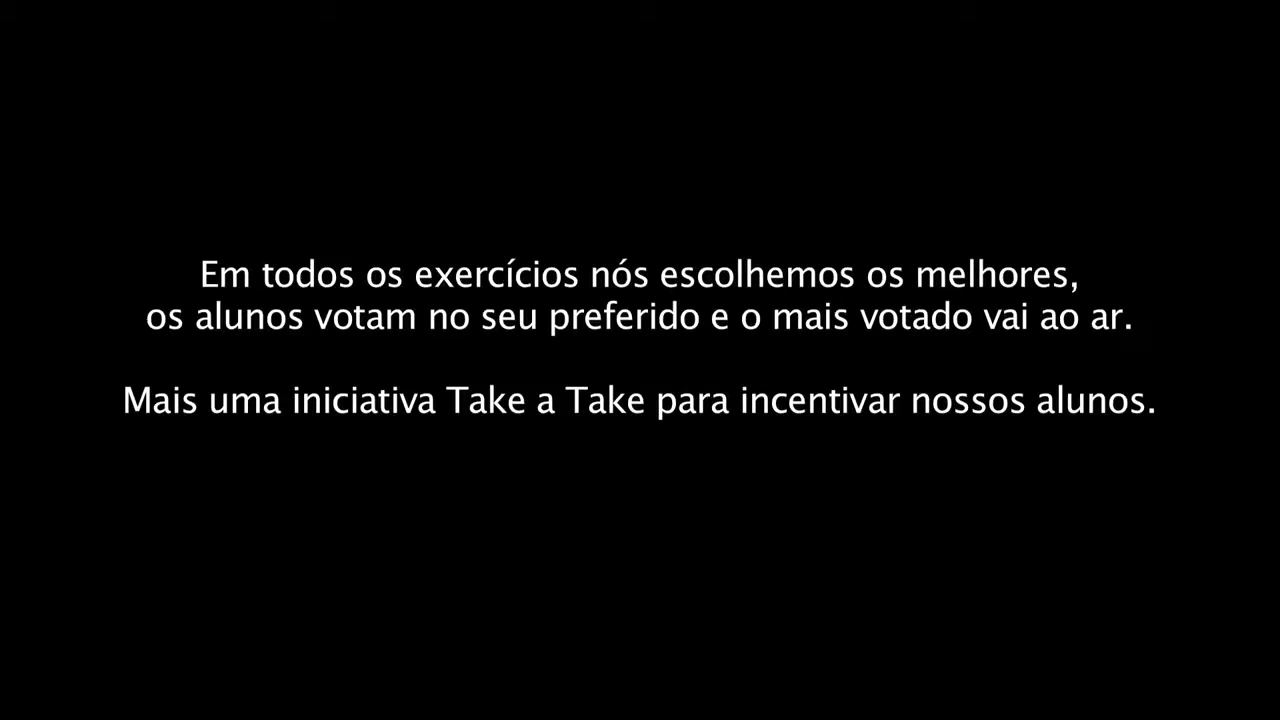 Em todos os exercícios nós escolhemos os melhores,
os alunos votam no seu preferido e o mais votado vai ao ar.
Mais uma iniciativa Take a Take para incentivar nossos alunos.